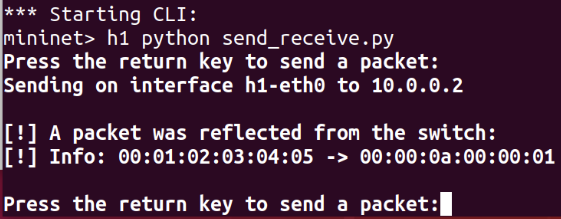 *** Starting CLI:
mininet> h1 python send_receive.py
Press the return key to send a packet:
Sending on interface h1-eth0 to 10.0.0.2
[!] A packet was reflected from the switch:
[!] Info: 00:01:02:03:04:05 -> 00:00:0a:00:00:01
Press the return key to send a packet: